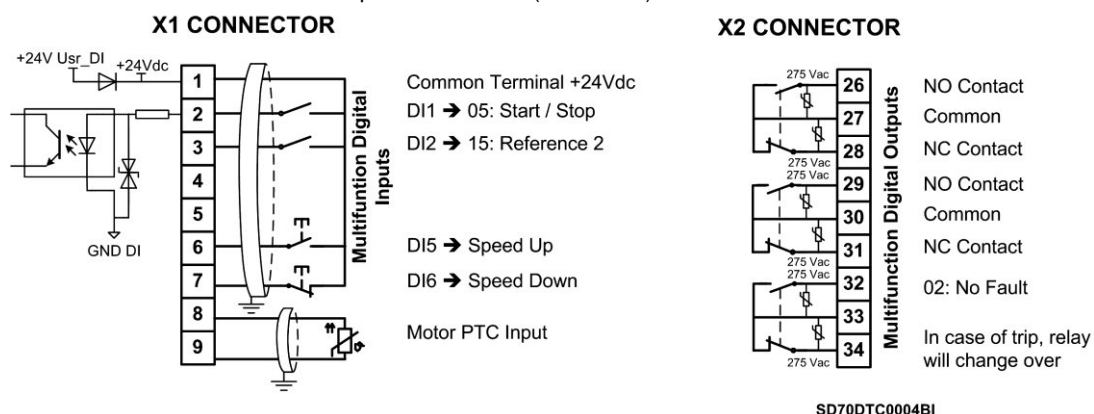 X1 CONNECTOR
+24V Usr_DI
+24Vdc
GND DI
1
2
3
4
5
6
7
8
9
Multifuntion Digital
Inputs
Common Terminal +24Vdc
DI1 ➔ 05: Start / Stop
DI2 ➔ 15: Reference 2
DI5 ➔ Speed Up
DI6 ➔ Speed Down
Motor PTC Input
X2 CONNECTOR
275 Vac
275 Vac
275 Vac
275 Vac
275 Vac
275 Vac
26
27
28
29
30
31
32
33
34
Multifunction Digital Outputs
NO Contact
Common
NC Contact
NO Contact
Common
NC Contact
02: No Fault
In case of trip, relay
will change over
SD70DTC0004BI